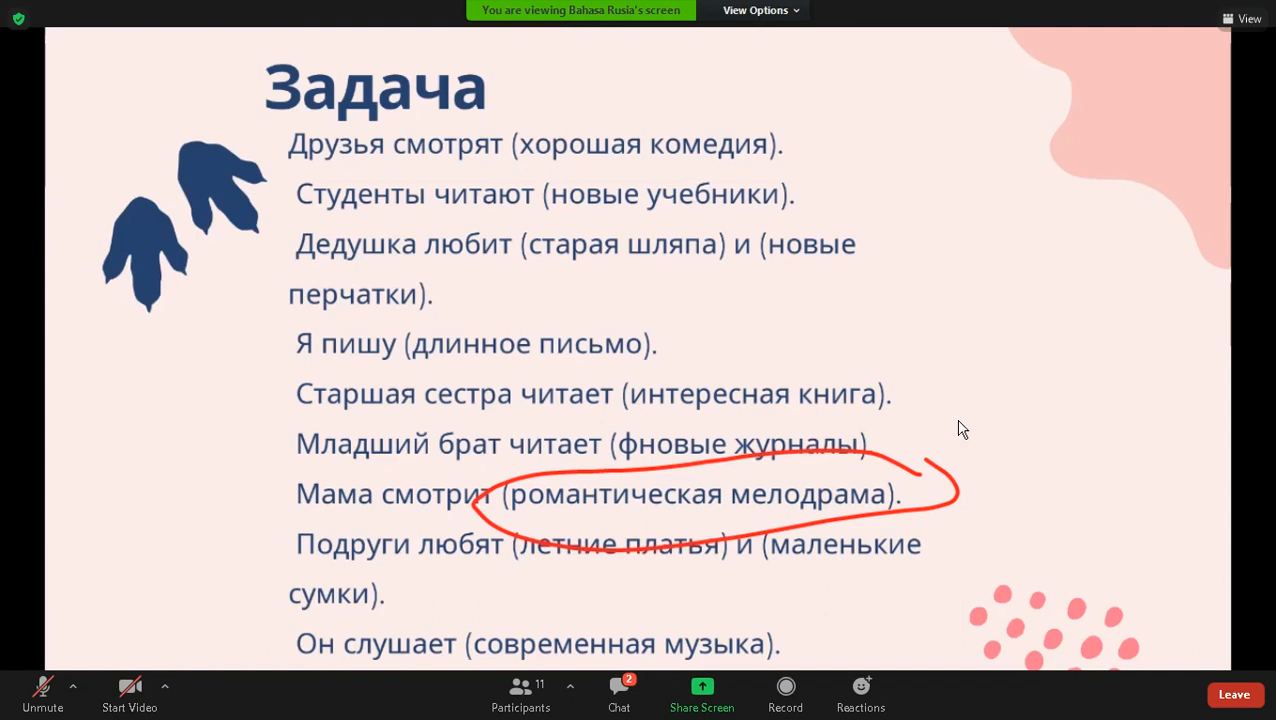 You are viewing Bahasa Rusia's screen
View Options
View
Задача
Друзья смотрят (хорошая комедия).
Студенты читают (новые учебники).
Дедушка любит (старая шляпа) и (новые
перчатки).
Я пишу (длинное письмо).
Старшая сестра читает (интересная книга).
Младший брат читает (фновые журналы)
Мама смотрит (романтическая мелодрама).
Подруги любят (летние платья) и (маленькие
сумки).
Он слушает (современная музыка).
Unmute
Start Video
11
Participants
2
Chat
Share Screen
Record
Reactions
Leave